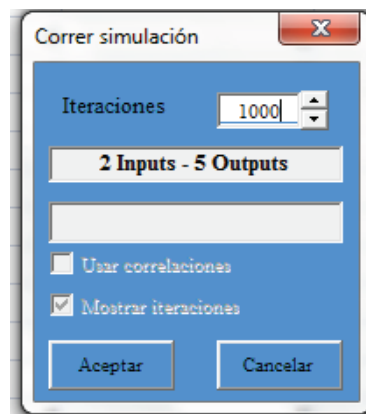 Correr simulación
Iteraciones 1000
2 Inputs - 5 Outputs
Usar correlaciones
Mostrar iteraciones
Aceptar Cancelar